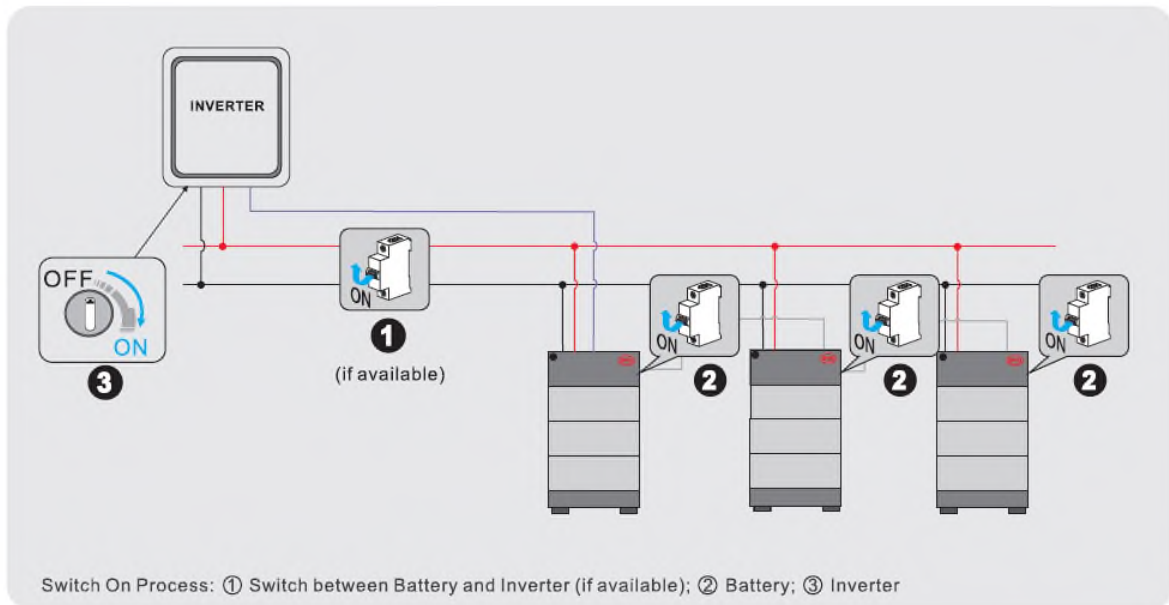 INVERTER
OFF
ON
❸
ON
❶
(if available)
ON
❷
ON
❷
ON
❷
Switch On Process: ① Switch between Battery and Inverter (if available); ② Battery; ③ Inverter